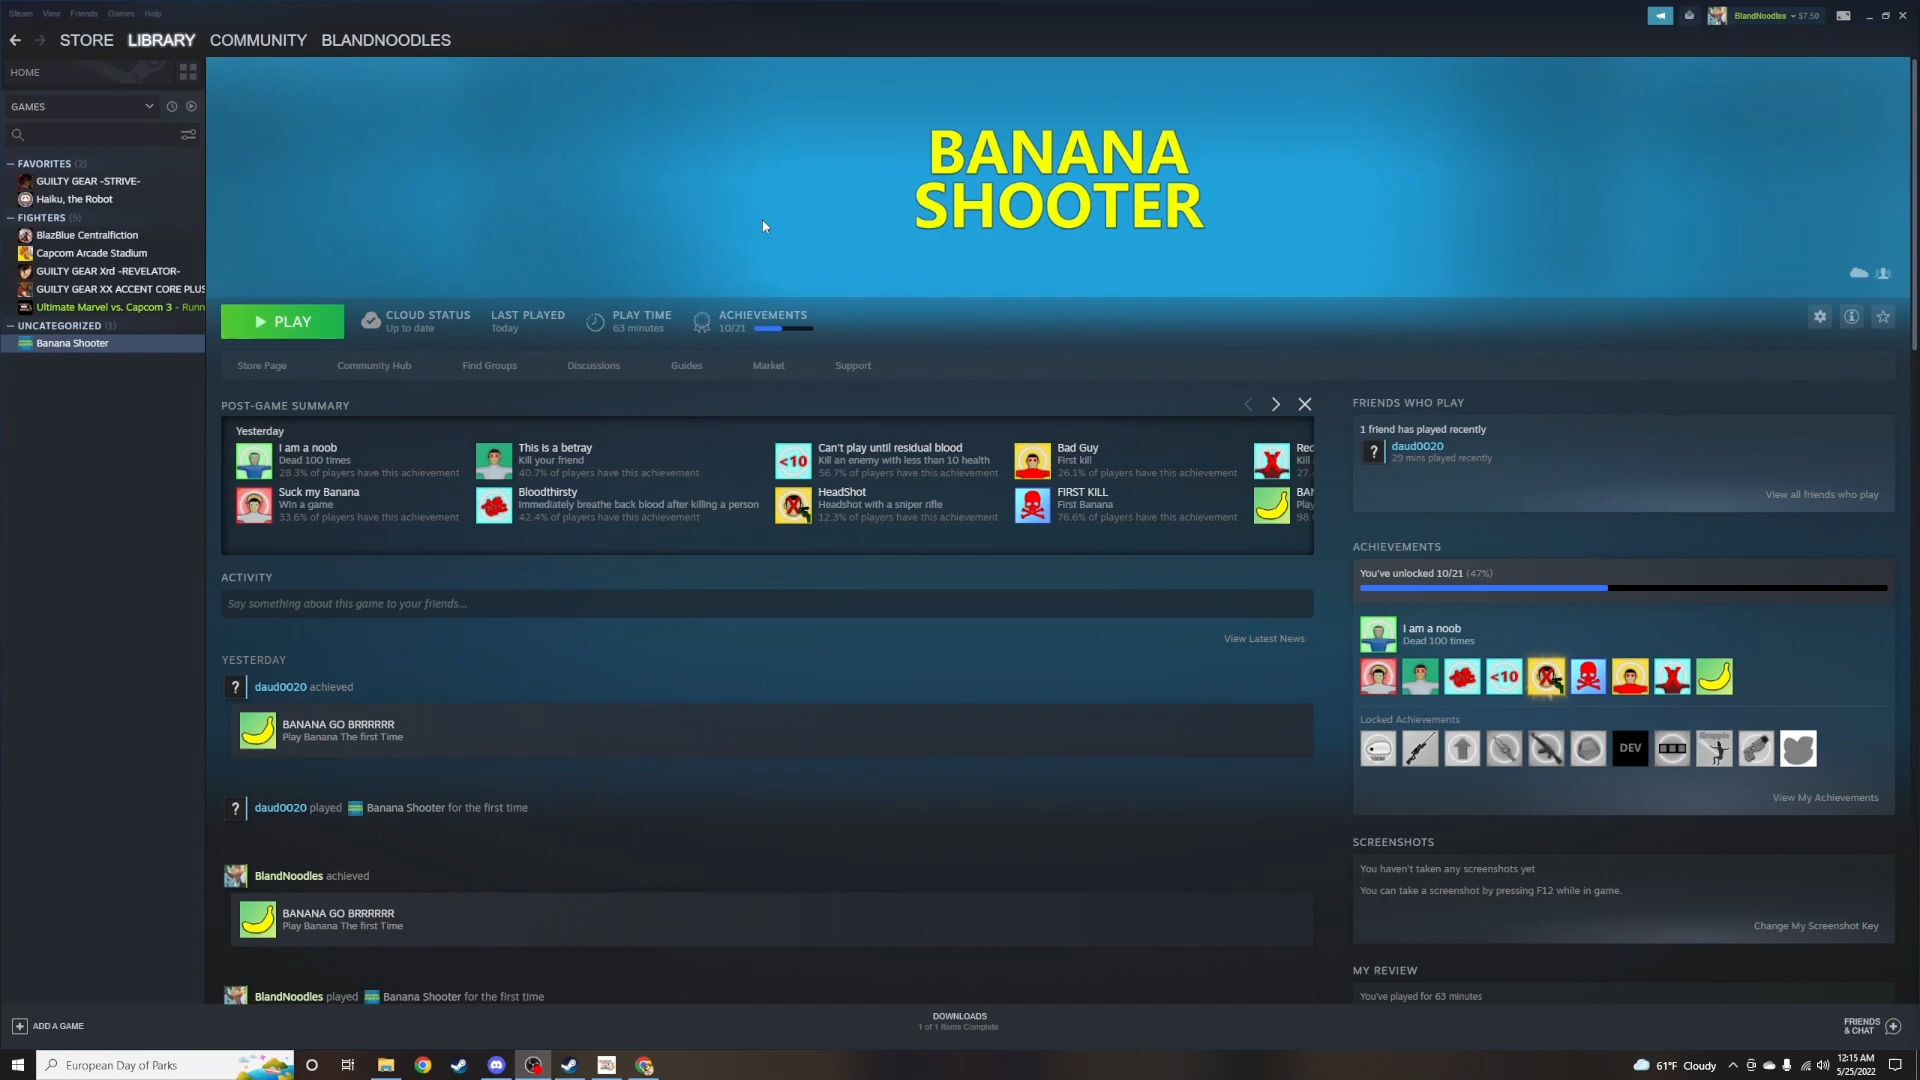 Steam View Friends Games Help
BlandNoodles $7.50
STORE LIBRARY COMMUNITY BLANDNOODLES
HOME
GAMES
FAVORITES (2)
GUILTY GEAR -STRIVE-
Haiku, the Robot
FIGHTERS (5)
BlazBlue Centralfiction
Capcom Arcade Stadium
GUILTY GEAR Xrd -REVELATOR-
GUILTY GEAR XX ACCENT CORE PLUS
Ultimate Marvel vs. Capcom 3 - Runn
UNCATEGORIZED (1)
Banana Shooter
BANANA
SHOOTER
PLAY
CLOUD STATUS
Up to date
LAST PLAYED
Today
PLAY TIME
63 minutes
ACHIEVEMENTS
10/21
Store Page Community Hub Find Groups Discussions Guides Market Support
POST-GAME SUMMARY
Yesterday
I am a noob
Dead 100 times
28.3% of players have this achievement
This is a betray
Kill your friend
40.7% of players have this achievement
<10
Can't play until residual blood
Kill an enemy with less than 10 health
56.7% of players have this achievement
Bad Guy
First kill
26.1% of players have this achievement
Red
Kill
27.
Suck my Banana
Win a game
33.6% of players have this achievement
Bloodthirsty
Immediately breathe back blood after killing a person
42.4% of players have this achievement
HeadShot
Headshot with a sniper rifle
12.3% of players have this achievement
FIRST KILL
First Banana
76.6% of players have this achievement
BAN
Play
98.
ACTIVITY
Say something about this game to your friends...
View Latest News
YESTERDAY
? daud0020 achieved
BANANA GO BRRRRRR
Play Banana The first Time
? daud0020 played Banana Shooter for the first time
BlandNoodles achieved
BANANA GO BRRRRRR
Play Banana The first Time
BlandNoodles played Banana Shooter for the first time
FRIENDS WHO PLAY
1 friend has played recently
? daud0020
29 mins played recently
View all friends who play
ACHIEVEMENTS
You've unlocked 10/21 (47%)
I am a noob
Dead 100 times
<10
Locked Achievements
100M
DEV
Grapple
View My Achievements
SCREENSHOTS
You haven't taken any screenshots yet
You can take a screenshot by pressing F12 while in game.
Change My Screenshot Key
MY REVIEW
You've played for 63 minutes
ADD A GAME
DOWNLOADS
1 of 1 Items Complete
FRIENDS
& CHAT
European Day of Parks
61°F Cloudy
12:15 AM
5/25/2022